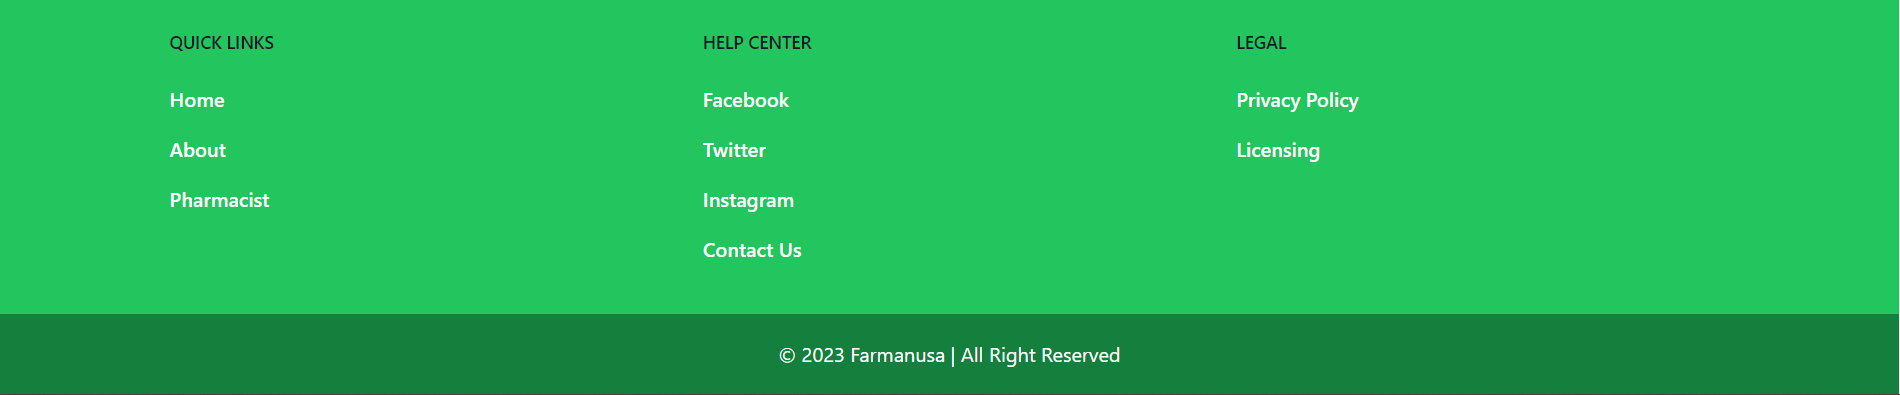 QUICK LINKS
Home
About
Pharmacist
HELP CENTER
Facebook
Twitter
Instagram
Contact Us
LEGAL
Privacy Policy
Licensing
© 2023 Farmanusa | All Right Reserved